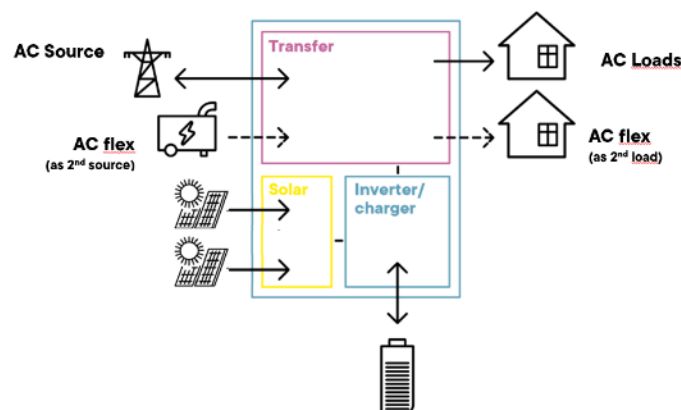 Transfer
AC Source
AC Loads
AC flex
(as 2nd source)
AC flex
(as 2nd load)
Solar
Inverter/
charger